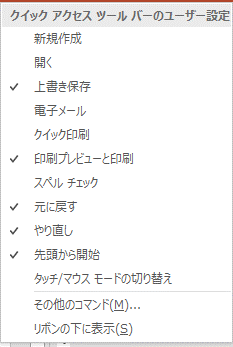 クイック アクセス ツール バーのユーザー設定
新規作成
開く
上書き保存
電子メール
クイック印刷
印刷プレビューと印刷
スペル チェック
元に戻す
やり直し
先頭から開始
タッチ/マウス モードの切り替え
その他のコマンド(M)...
リボンの下に表示(S)